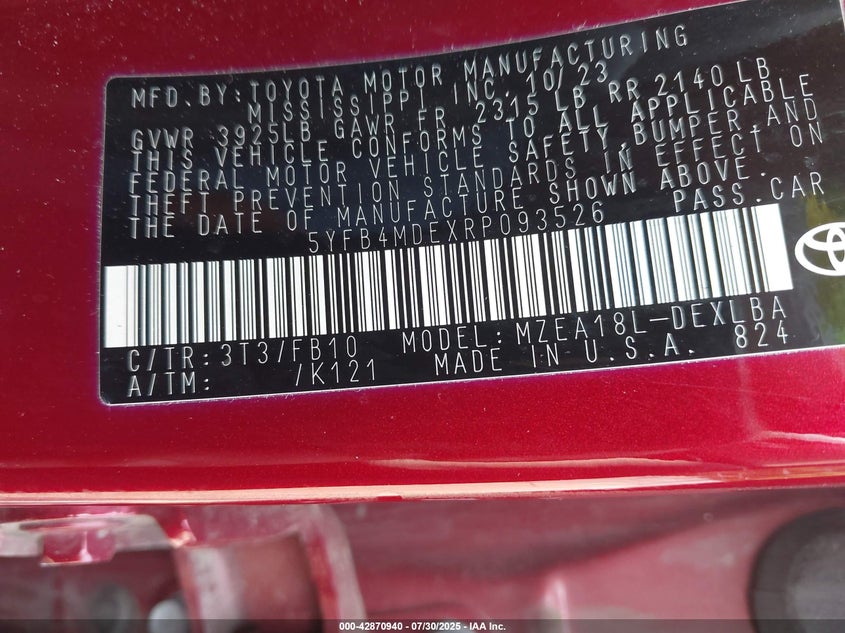 MFD. BY: TOYOTA MOTOR MANUFACTURING
MISSISSIPPI INC. 10/23
GVWR 3925LB GAWR FR 2315 LB RR 2140 LB
THIS VEHICLE CONFORMS TO ALL APPLICABLE
FEDERAL MOTOR VEHICLE SAFETY, BUMPER, AND
THEFT PREVENTION STANDARDS IN EFFECT ON
THE DATE OF MANUFACTURE SHOWN ABOVE.
5YFB4MDEXRP093526 PASS. CAR
C/TR: 3T3/FB10 MODEL: MZEA18L-DEXLBA
A/TM: /K121 MADE IN U.S.A. 824
000-42870940 - 07/30/2025 - IAA Inc.